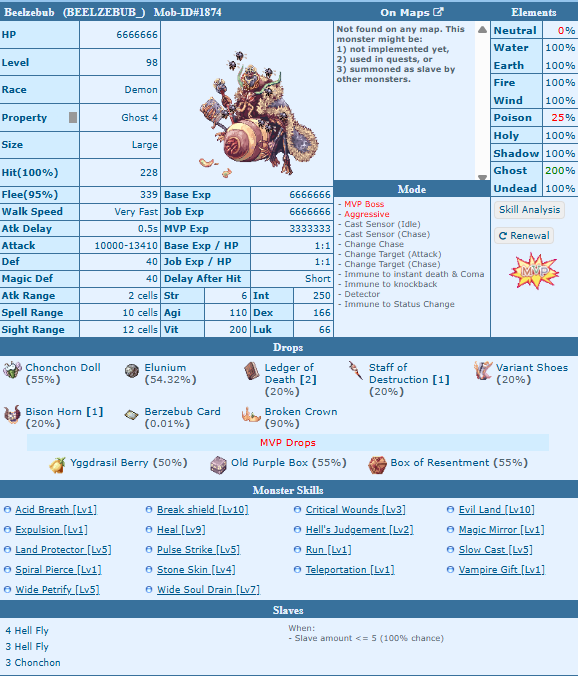 Beelzebub (BEELZEBUB_) Mob-ID#1874
HP 6666666
Level 98
Race Demon
Property Ghost 4
Size Large
Hit(100%) 228
Flee(95%) 339
Walk Speed Very Fast
Atk Delay 0.5s
Attack 10000-13410
Def 40
Magic Def 40
Atk Range 2 cells
Spell Range 10 cells
Sight Range 12 cells
Base Exp 6666666
Job Exp 6666666
MVP Exp 3333333
Base Exp / HP 1:1
Job Exp / HP 1:1
Delay After Hit Short
Str 6 Int 250
Agi 110 Dex 166
Vit 200 Luk 66
On Maps
Not found on any map. This
monster might be:
1) not implemented yet,
2) used in quests, or
3) summoned as slave by
other monsters.
Mode
- MVP Boss
- Aggressive
- Cast Sensor (Idle)
- Cast Sensor (Chase)
- Change Chase
- Change Target (Attack)
- Change Target (Chase)
- Immune to instant death & Coma
- Immune to knockback
- Detector
- Immune to Status Change
Elements
Neutral 0%
Water 100%
Earth 100%
Fire 100%
Wind 100%
Poison 25%
Holy 100%
Shadow 100%
Ghost 200%
Undead 100%
Skill Analysis
Renewal
MVP
Drops
Chonchon Doll
(55%)
Elunium
(54.32%)
Ledger of
Death [2]
(20%)
Staff of
Destruction [1]
(20%)
Variant Shoes
(20%)
Bison Horn [1]
(20%)
Berzebub Card
(0.01%)
Broken Crown
(90%)
MVP Drops
Yggdrasil Berry (50%) Old Purple Box (55%) Box of Resentment (55%)
Monster Skills
Acid Breath [Lv1] Break shield [Lv10] Critical Wounds [Lv3] Evil Land [Lv10]
Expulsion [Lv1] Heal [Lv9] Hell's Judgement [Lv2] Magic Mirror [Lv1]
Land Protector [Lv5] Pulse Strike [Lv5] Run [Lv1] Slow Cast [Lv5]
Spiral Pierce [Lv1] Stone Skin [Lv4] Teleportation [Lv1] Vampire Gift [Lv1]
Wide Petrify [Lv5] Wide Soul Drain [Lv7]
Slaves
4 Hell Fly
3 Hell Fly
3 Chonchon
When:
- Slave amount <= 5 (100% chance)